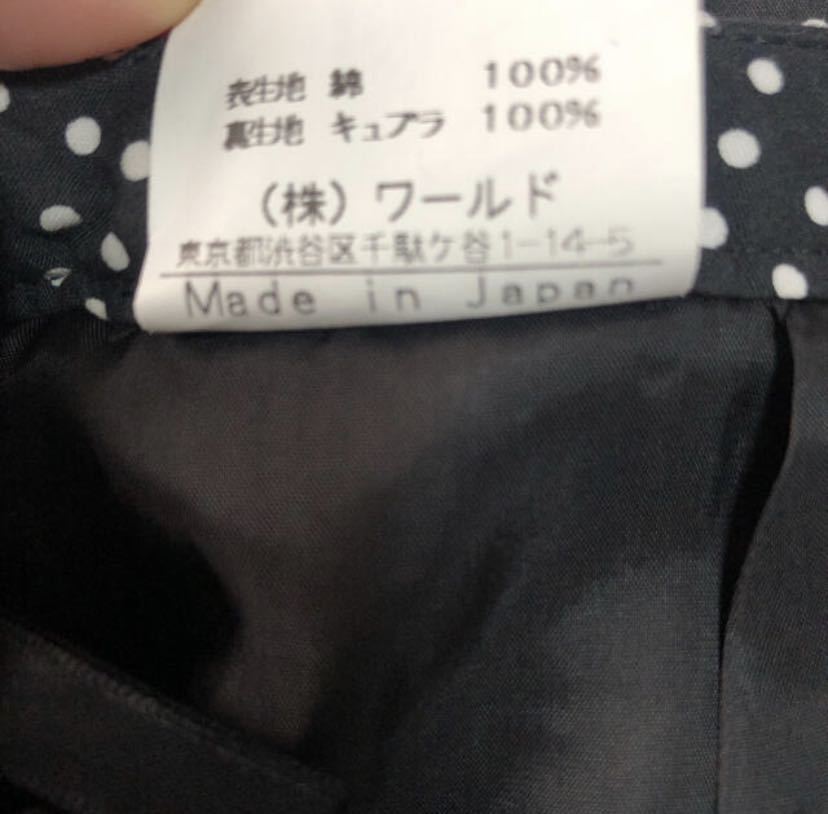 表生地 綿 100%
裏生地 キュプラ 100%
(株)ワールド
東京都渋谷区千駄ケ谷1-14-5
Made in Japan